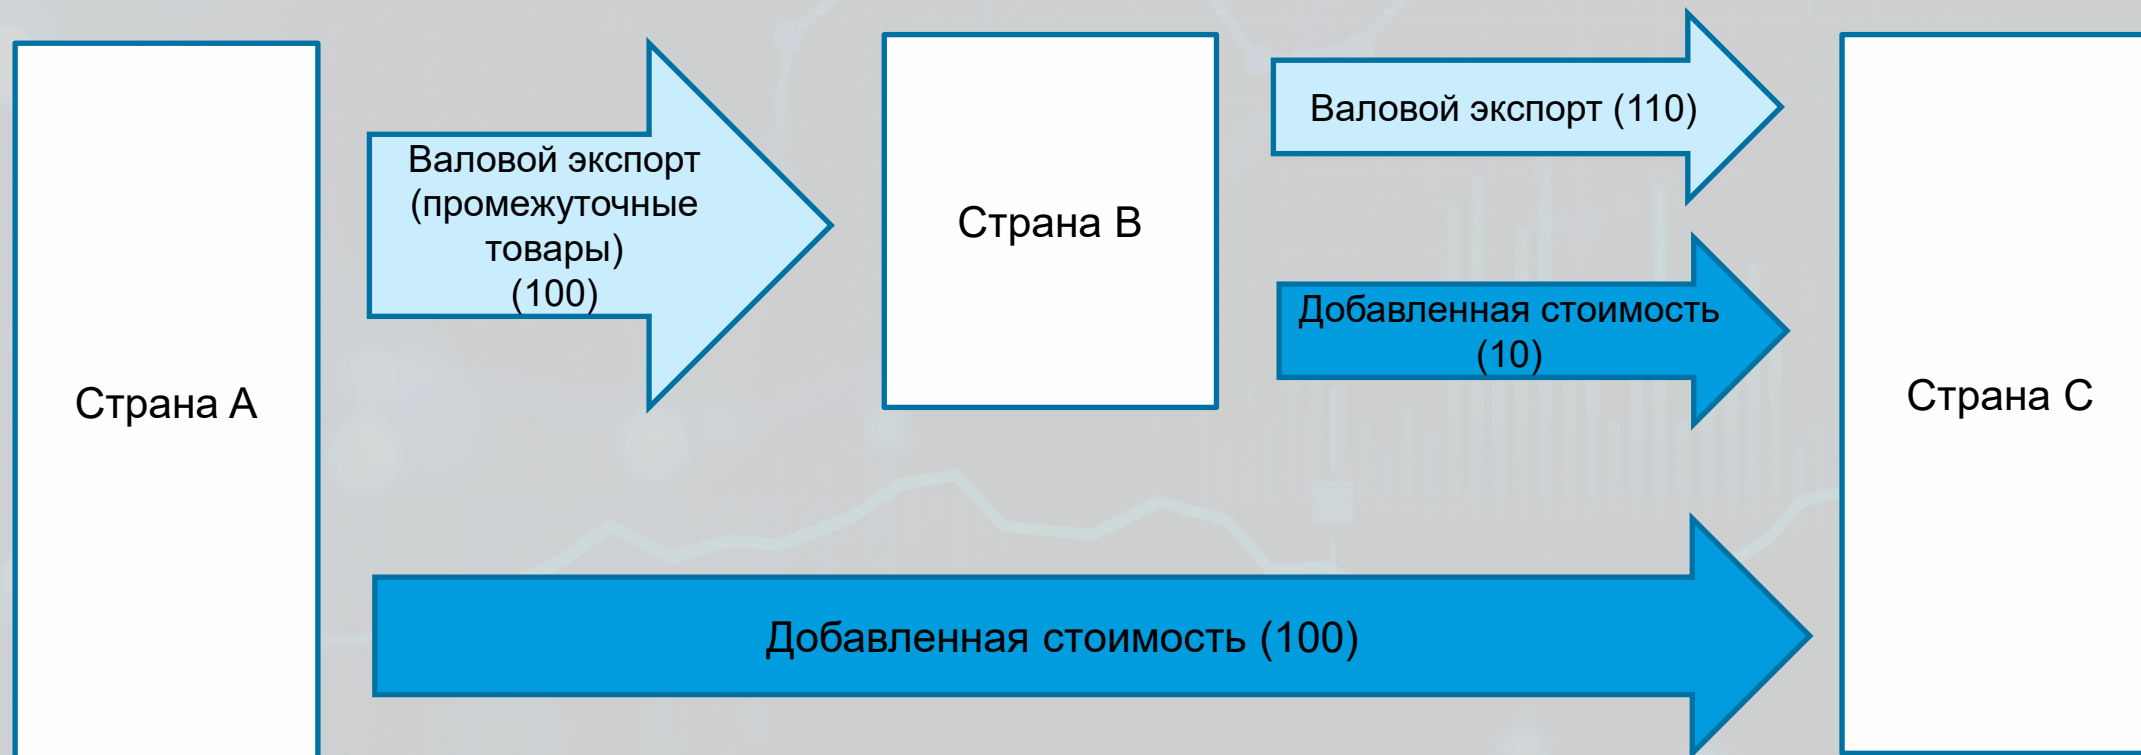 Страна А
Валовой экспорт
(промежуточные
товары)
(100)
Страна В
Валовой экспорт (110)
Добавленная стоимость
(10)
Страна С
Добавленная стоимость (100)